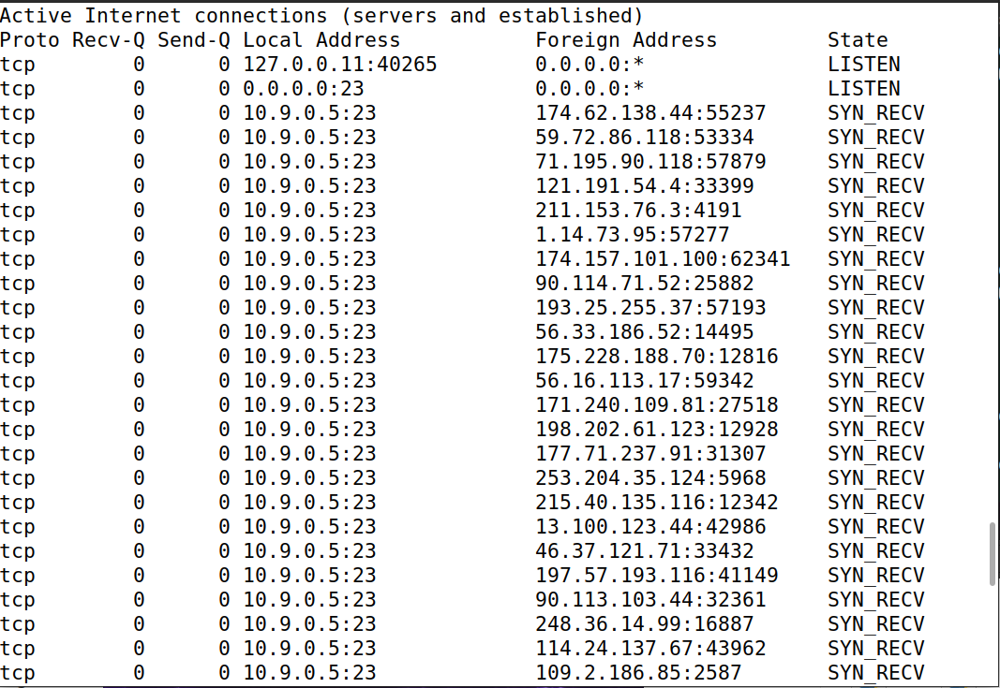 Active Internet connections (servers and established)
Proto Recv-Q Send-Q Local Address           Foreign Address         State
tcp        0      0 127.0.0.11:40265        0.0.0.0:*               LISTEN
tcp        0      0 0.0.0.0:23              0.0.0.0:*               LISTEN
tcp        0      0 10.9.0.5:23             174.62.138.44:55237     SYN_RECV
tcp        0      0 10.9.0.5:23             59.72.86.118:53334      SYN_RECV
tcp        0      0 10.9.0.5:23             71.195.90.118:57879     SYN_RECV
tcp        0      0 10.9.0.5:23             121.191.54.4:33399      SYN_RECV
tcp        0      0 10.9.0.5:23             211.153.76.3:4191       SYN_RECV
tcp        0      0 10.9.0.5:23             1.14.73.95:57277        SYN_RECV
tcp        0      0 10.9.0.5:23             174.157.101.100:62341   SYN_RECV
tcp        0      0 10.9.0.5:23             90.114.71.52:25882      SYN_RECV
tcp        0      0 10.9.0.5:23             193.25.255.37:57193     SYN_RECV
tcp        0      0 10.9.0.5:23             56.33.186.52:14495      SYN_RECV
tcp        0      0 10.9.0.5:23             175.228.188.70:12816    SYN_RECV
tcp        0      0 10.9.0.5:23             56.16.113.17:59342      SYN_RECV
tcp        0      0 10.9.0.5:23             171.240.109.81:27518    SYN_RECV
tcp        0      0 10.9.0.5:23             198.202.61.123:12928    SYN_RECV
tcp        0      0 10.9.0.5:23             177.71.237.91:31307     SYN_RECV
tcp        0      0 10.9.0.5:23             253.204.35.124:5968     SYN_RECV
tcp        0      0 10.9.0.5:23             215.40.135.116:12342    SYN_RECV
tcp        0      0 10.9.0.5:23             13.100.123.44:42986     SYN_RECV
tcp        0      0 10.9.0.5:23             46.37.121.71:33432      SYN_RECV
tcp        0      0 10.9.0.5:23             197.57.193.116:41149    SYN_RECV
tcp        0      0 10.9.0.5:23             90.113.103.44:32361     SYN_RECV
tcp        0      0 10.9.0.5:23             248.36.14.99:16887      SYN_RECV
tcp        0      0 10.9.0.5:23             114.24.137.67:43962     SYN_RECV
tcp        0      0 10.9.0.5:23             109.2.186.85:2587       SYN_RECV